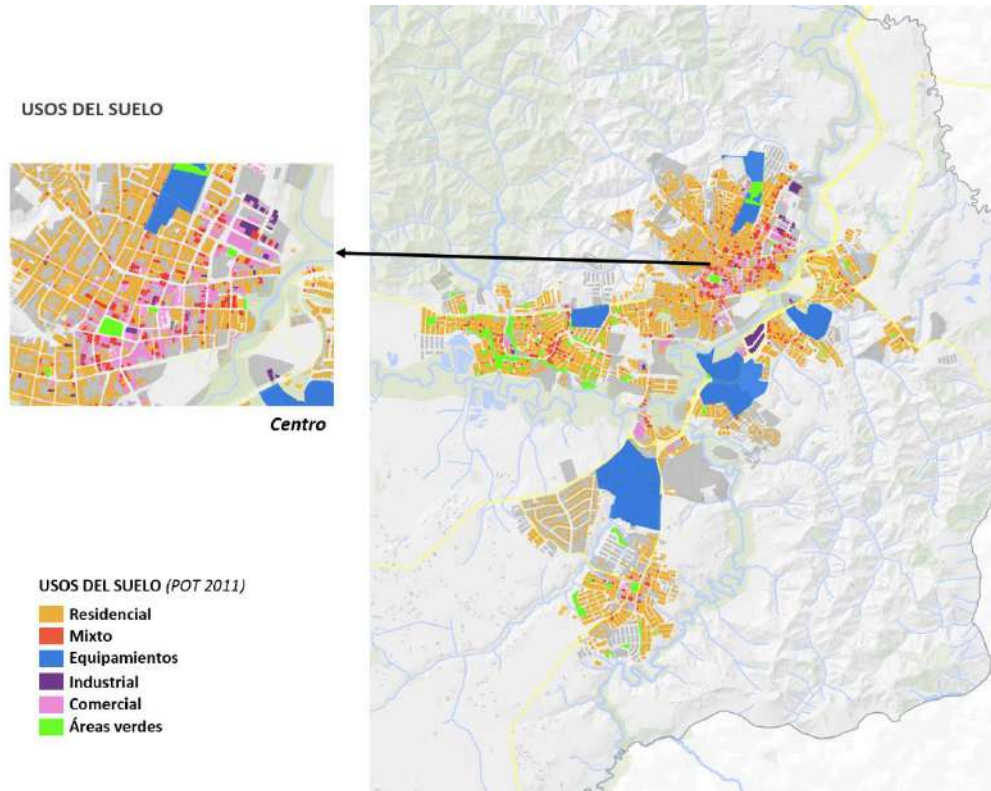 USOS DEL SUELO
Centro
USOS DEL SUELO (POT 2011)
Residencial
Mixto
Equipamientos
Industrial
Comercial
Áreas verdes